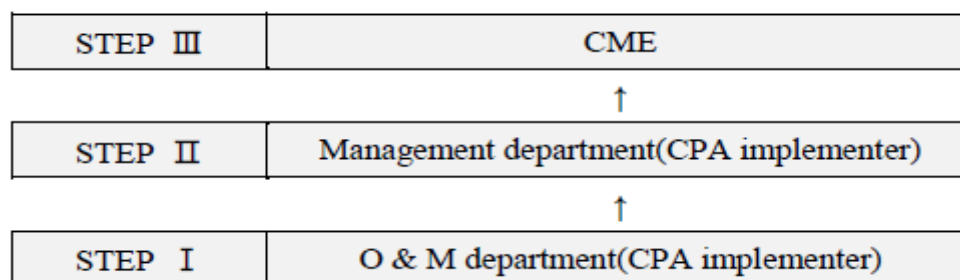 STEP Ⅲ CME
↑
STEP Ⅱ Management department(CPA implementer)
↑
STEP Ⅰ O & M department(CPA implementer)